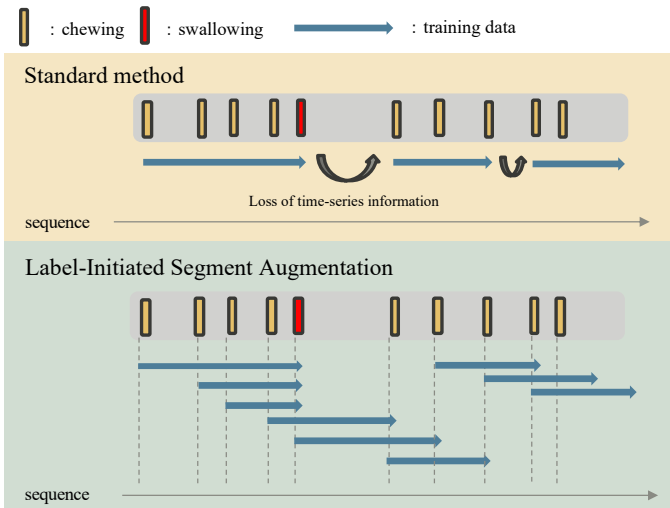 : chewing : swallowing : training data
Standard method
Loss of time-series information
sequence
Label-Initiated Segment Augmentation
sequence